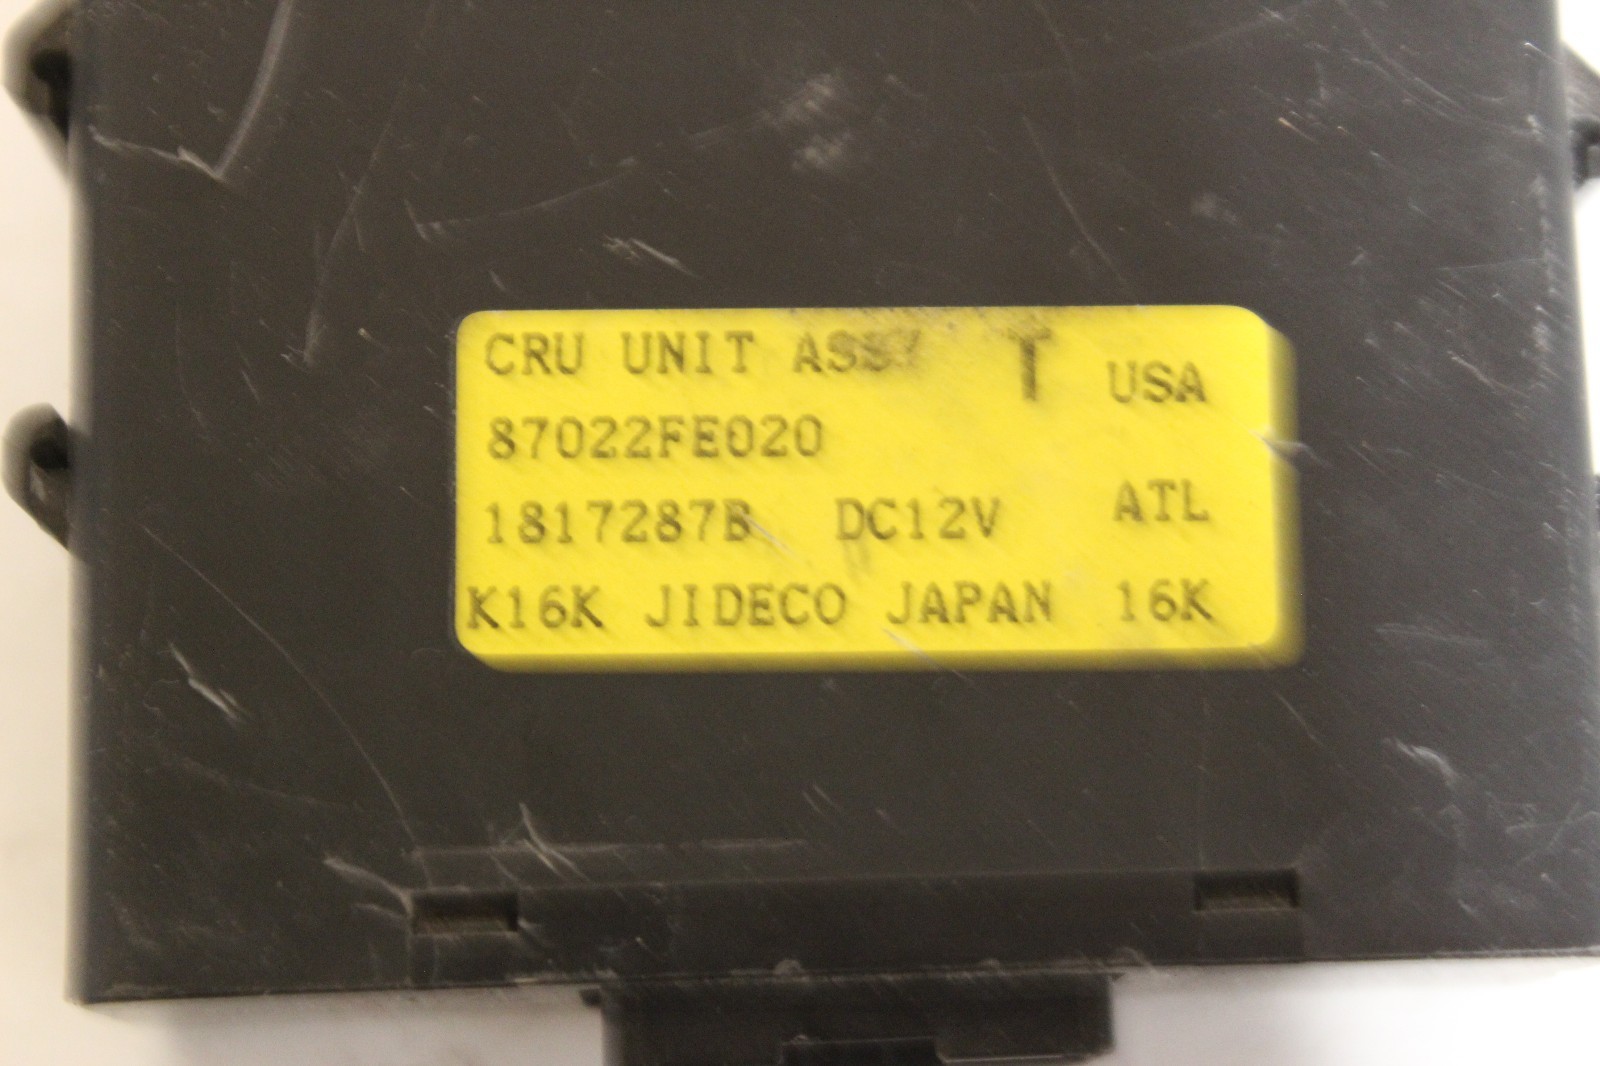 CRU UNIT ASSY T USA
87022FE020
1817287B DC12V ATL
K16K JIDECO JAPAN 16K